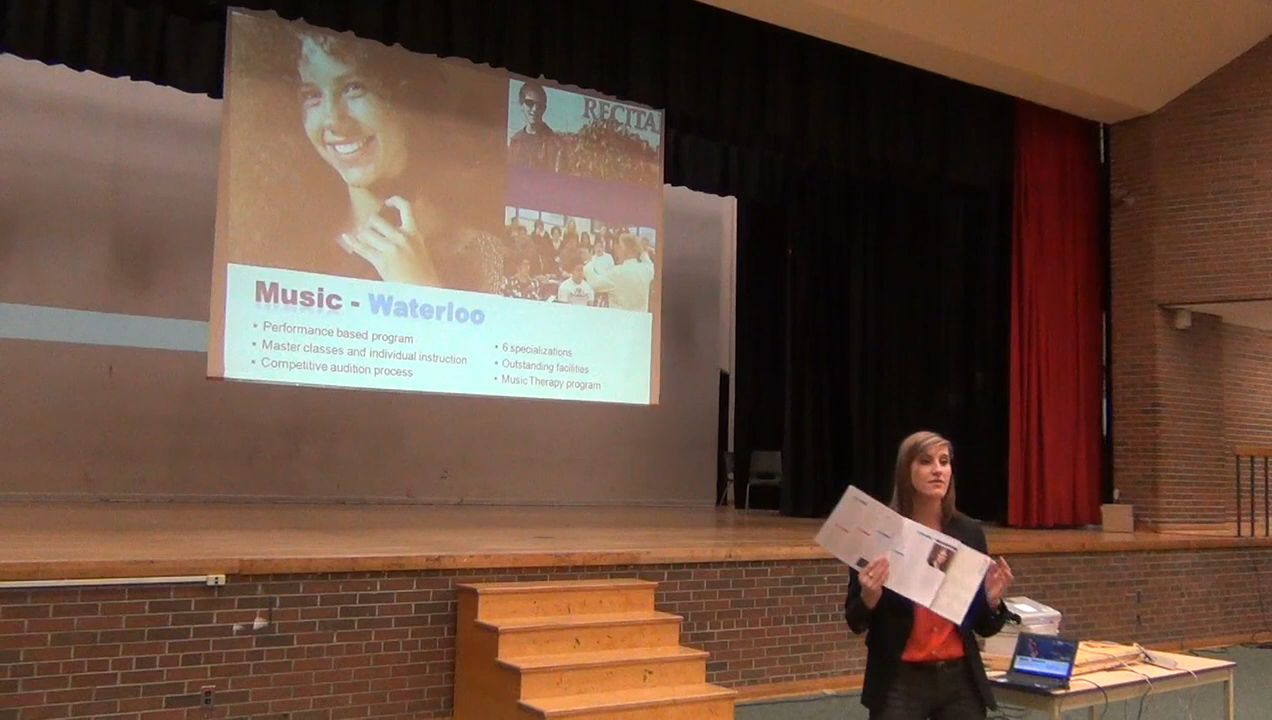 RECITA
Music - Waterloo
• Performance based program
• Master classes and individual instruction
• Competitive audition process
• 6 specializations
• Outstanding facilities
• Music Therapy program